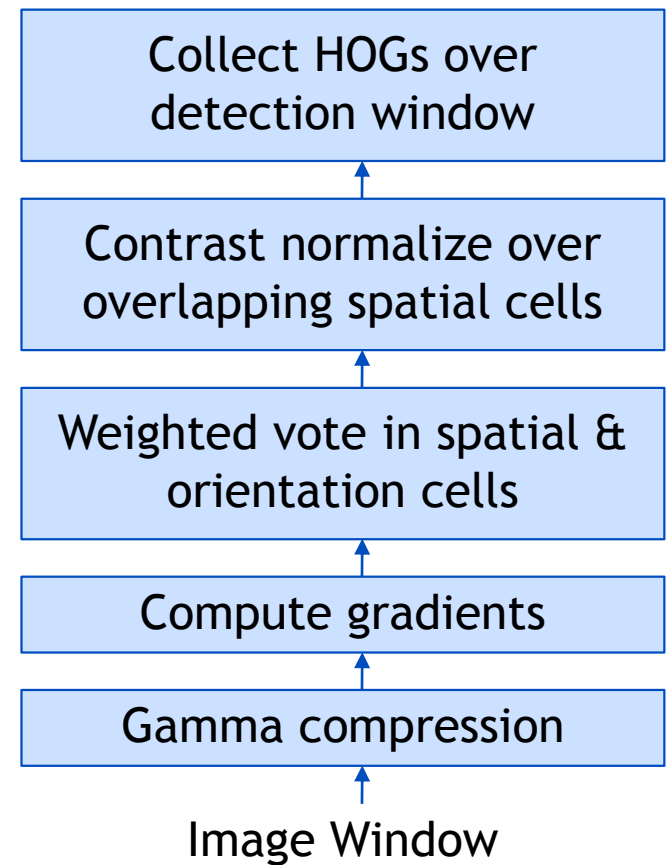 Collect HOGs over
detection window
Contrast normalize over
overlapping spatial cells
Weighted vote in spatial &
orientation cells
Compute gradients
Gamma compression
Image Window